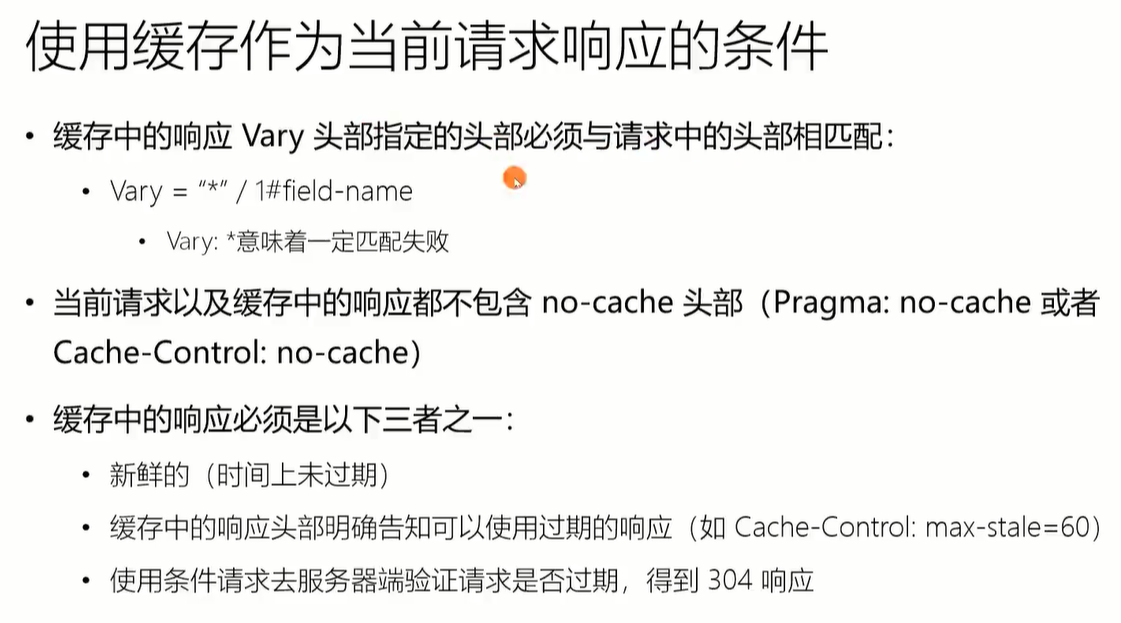 使用缓存作为当前请求响应的条件
• 缓存中的响应 Vary 头部指定的头部必须与请求中的头部相匹配：
• Vary = “*” / 1#field-name
• Vary: *意味着一定匹配失败
• 当前请求以及缓存中的响应都不包含 no-cache 头部（Pragma: no-cache 或者
Cache-Control: no-cache）
• 缓存中的响应必须是以下三者之一：
• 新鲜的（时间上未过期）
• 缓存中的响应头部明确告知可以使用过期的响应（如 Cache-Control: max-stale=60）
• 使用条件请求去服务器端验证请求是否过期，得到 304 响应